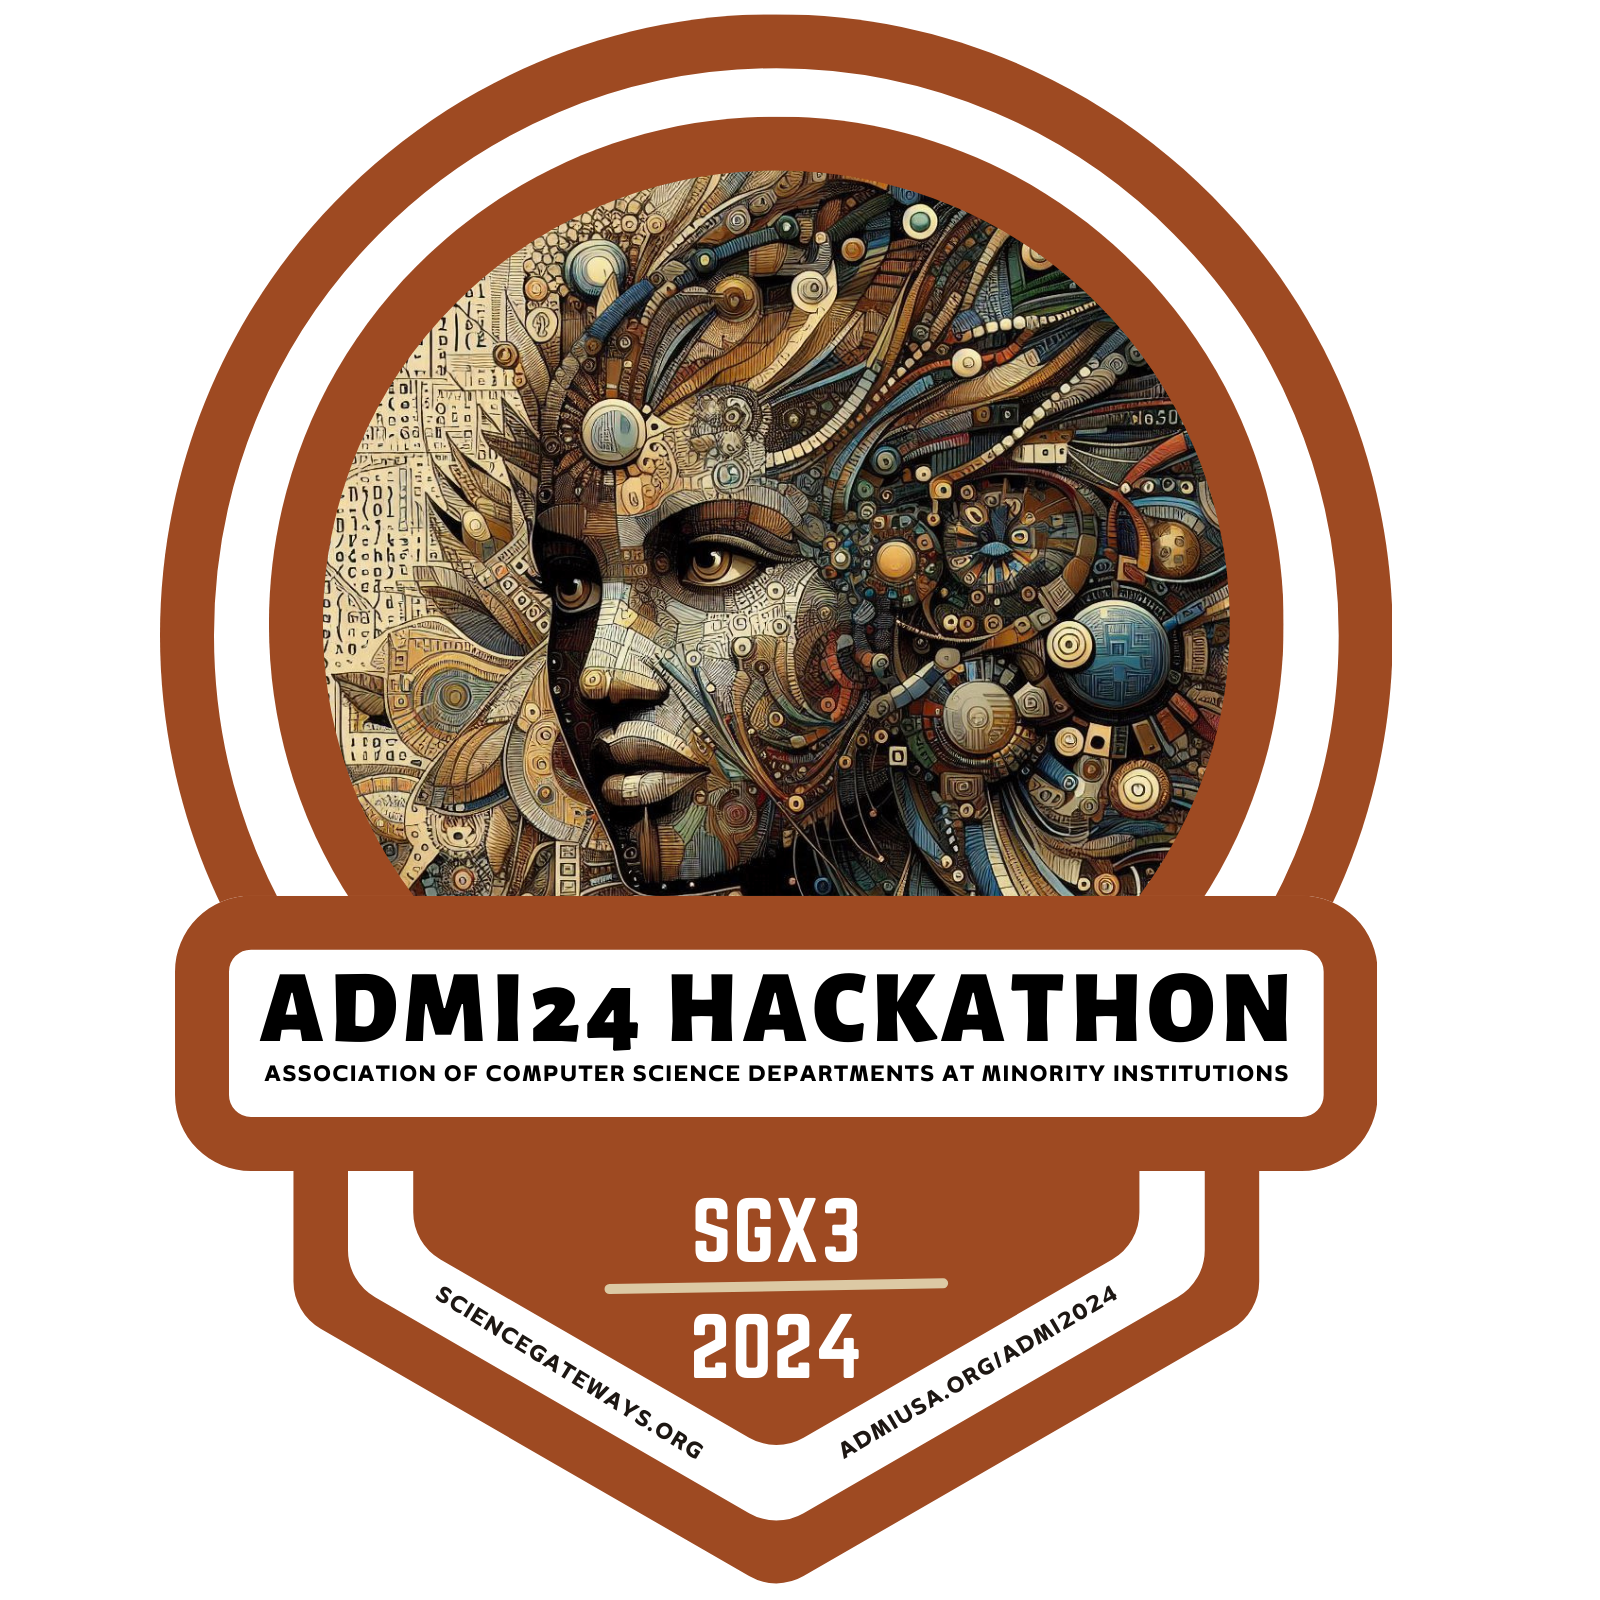 ADMI24 HACKATHON
ASSOCIATION OF COMPUTER SCIENCE DEPARTMENTS AT MINORITY INSTITUTIONS
SGX3
2024
SCIENCEGATEWAYS.ORG
ADMIUSA.ORG/ADMI2024